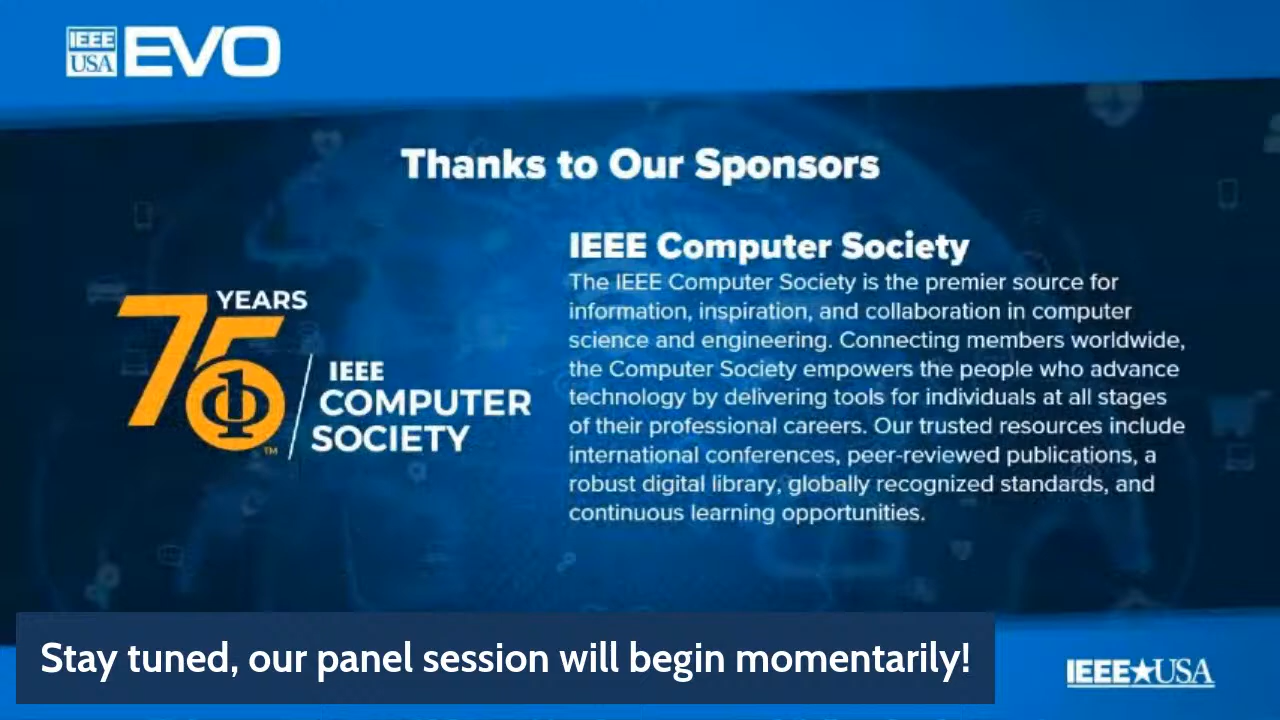 IEEE
USA
EVO
Thanks to Our Sponsors
IEEE Computer Society
The IEEE Computer Society is the premier source for
information, inspiration, and collaboration in computer
science and engineering. Connecting members worldwide,
the Computer Society empowers the people who advance
technology by delivering tools for individuals at all stages
of their professional careers. Our trusted resources include
international conferences, peer-reviewed publications, a
robust digital library, globally recognized standards, and
continuous learning opportunities.
75 YEARS
IEEE
COMPUTER
SOCIETY
TM
Stay tuned, our panel session will begin momentarily!
IEEE★USA